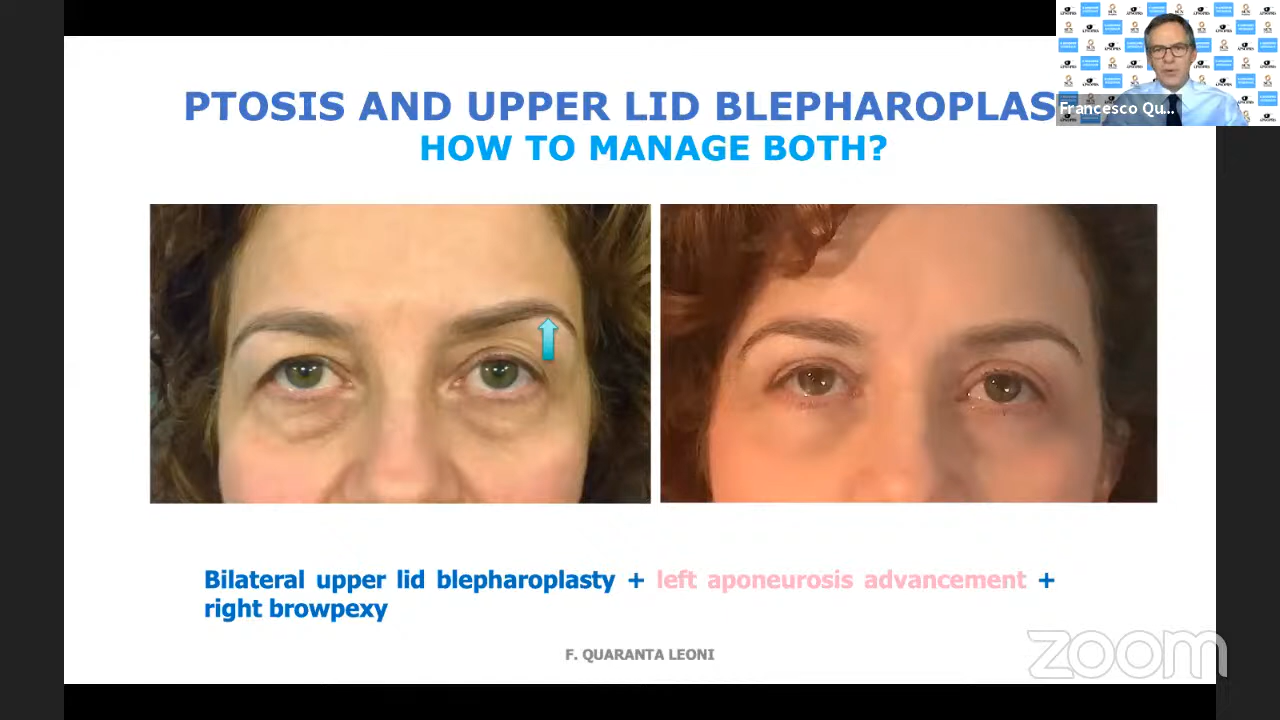 PTOSIS AND UPPER LID BLEPHAROPLAS
HOW TO MANAGE BOTH?
Francesco Qu...
Bilateral upper lid blepharoplasty + left aponeurosis advancement +
right browpexy
F. QUARANTA LEONI
zoom